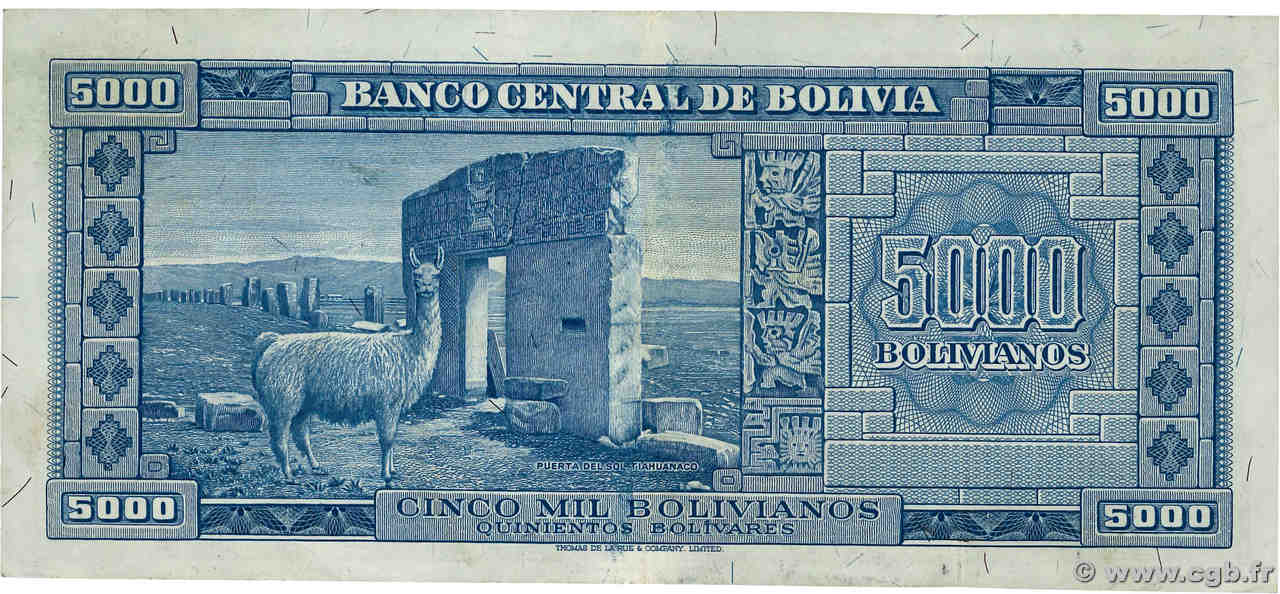 5000
BANCO CENTRAL DE BOLIVIA
5000
5000
BOLIVIANOS
PUERTA DEL SOL-TIAHUANACO
5000
CINCO MIL BOLIVIANOS
QUINIENTOS BOLIVARES
5000
THOMAS DE LA RUE & COMPANY, LIMITED.
© www.cgb.fr